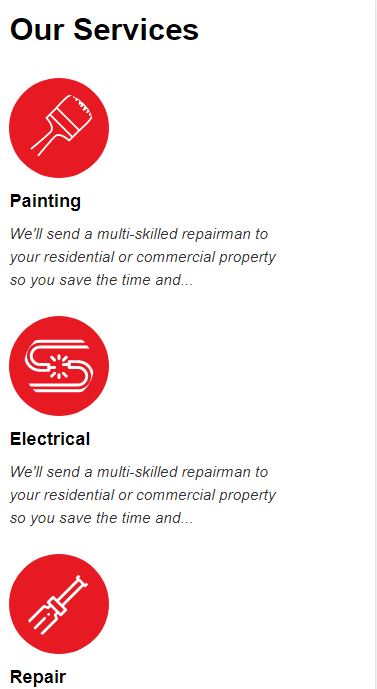 Our Services
Painting
We'll send a multi-skilled repairman to
your residential or commercial property
so you save the time and...
Electrical
We'll send a multi-skilled repairman to
your residential or commercial property
so you save the time and...
Repair